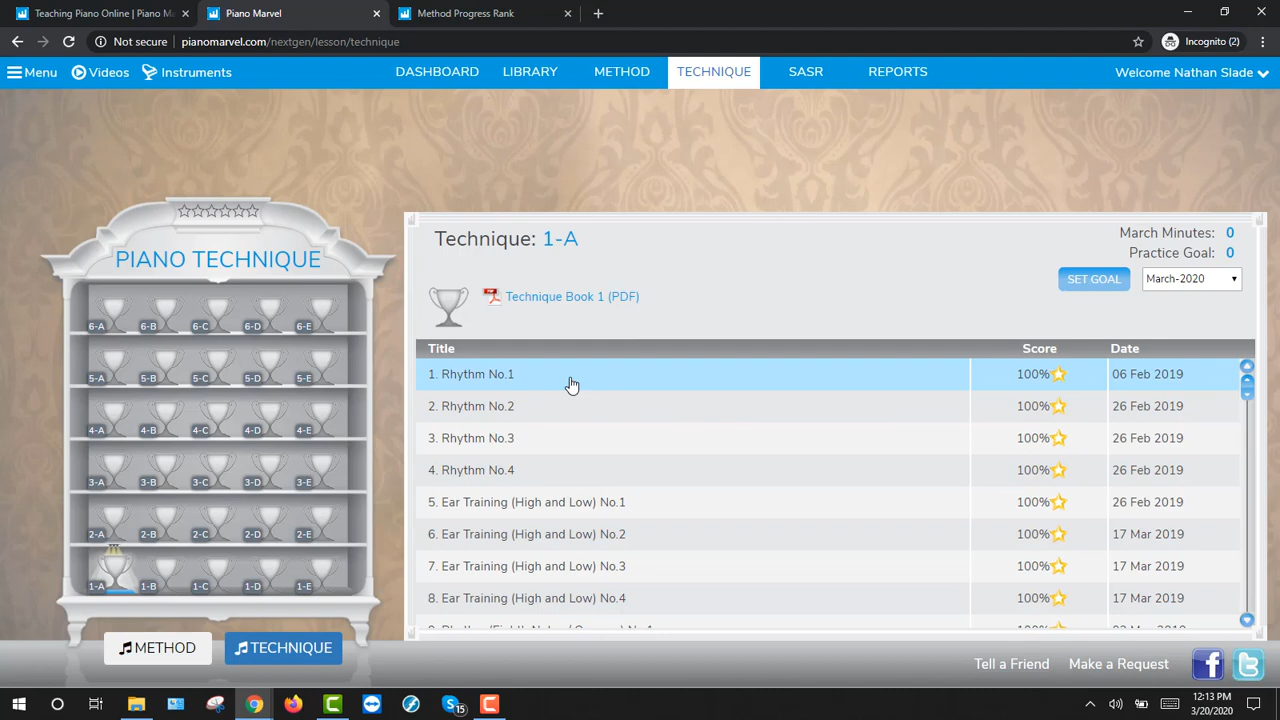 Teaching Piano Online | Piano Ma
Piano Marvel
Method Progress Rank
Not secure
pianomarvel.com/nextgen/lesson/technique
Incognito (2)
Menu
Videos
Instruments
DASHBOARD
LIBRARY
METHOD
TECHNIQUE
SASR
REPORTS
Welcome Nathan Slade
PIANO TECHNIQUE
6-A 6-B 6-C 6-D 6-E
5-A 5-B 5-C 5-D 5-E
4-A 4-B 4-C 4-D 4-E
3-A 3-B 3-C 3-D 3-E
2-A 2-B 2-C 2-D 2-E
1-A 1-B 1-C 1-D 1-E
METHOD
TECHNIQUE
Technique: 1-A
March Minutes: 0
Practice Goal: 0
SET GOAL
March-2020
PDF
Technique Book 1 (PDF)
Title Score Date
1. Rhythm No.1 100% 06 Feb 2019
2. Rhythm No.2 100% 26 Feb 2019
3. Rhythm No.3 100% 26 Feb 2019
4. Rhythm No.4 100% 26 Feb 2019
5. Ear Training (High and Low) No.1 100% 26 Feb 2019
6. Ear Training (High and Low) No.2 100% 17 Mar 2019
7. Ear Training (High and Low) No.3 100% 17 Mar 2019
8. Ear Training (High and Low) No.4 100% 17 Mar 2019
Tell a Friend
Make a Request
15
12:13 PM
3/20/2020